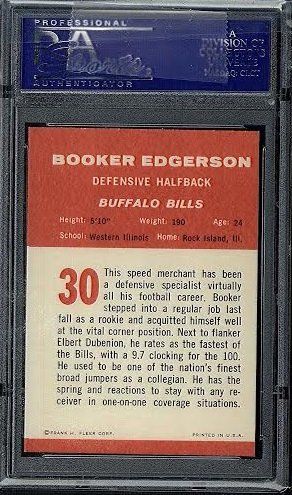 PROFESSIONAL
AUTHENTICATOR
DIVISION
BOOKER EDGERSON
DEFENSIVE HALFBACK
BUFFALO BILLS
Height: 5'10" Weight: 190 Age: 24
School: Western Illinois Home: Rock Island, Ill.
30
This speed merchant has been
a defensive specialist virtually
all his football career. Booker
stepped into a regular job last
fall as a rookie and acquitted himself well
at the vital corner position. Next to flanker
Elbert Dubenion, he rates as the fastest of
the Bills, with a 9.7 clocking for the 100.
He used to be one of the nation's finest
broad jumpers as a collegian. He has the
spring and reactions to stay with any re-
ceiver in one-on-one coverage situations.
©FRANK H. FLEER CORP. PRINTED IN U.S.A.